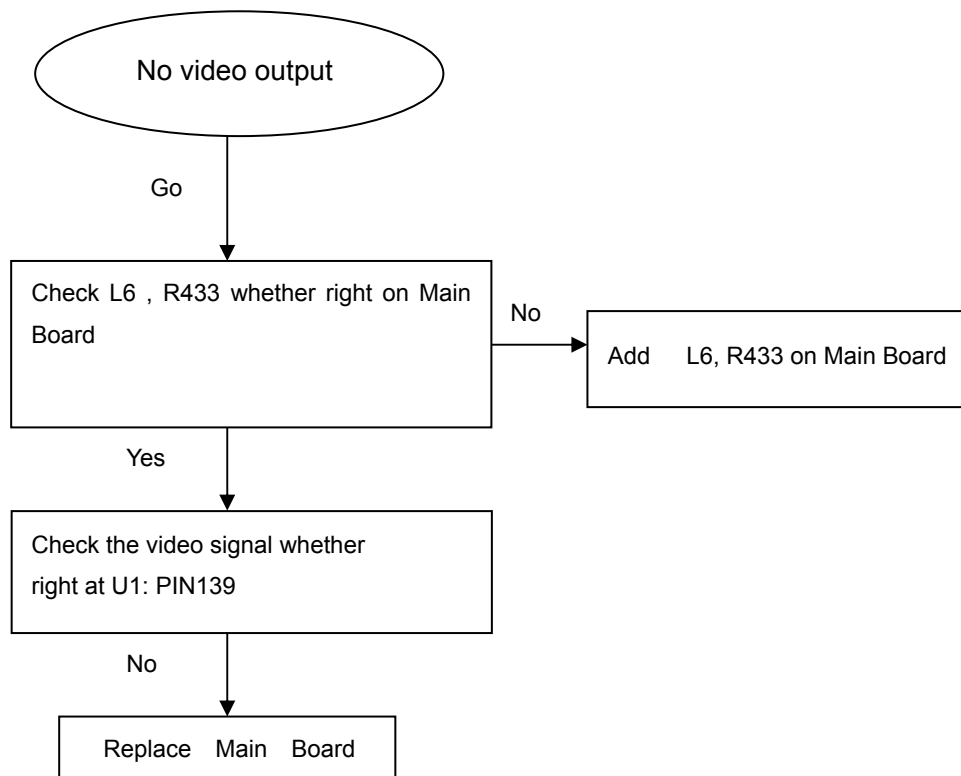 No video output
Go
Check L6 , R433 whether right on Main
Board
No
Add L6, R433 on Main Board
Yes
Check the video signal whether
right at U1: PIN139
No
Replace Main Board